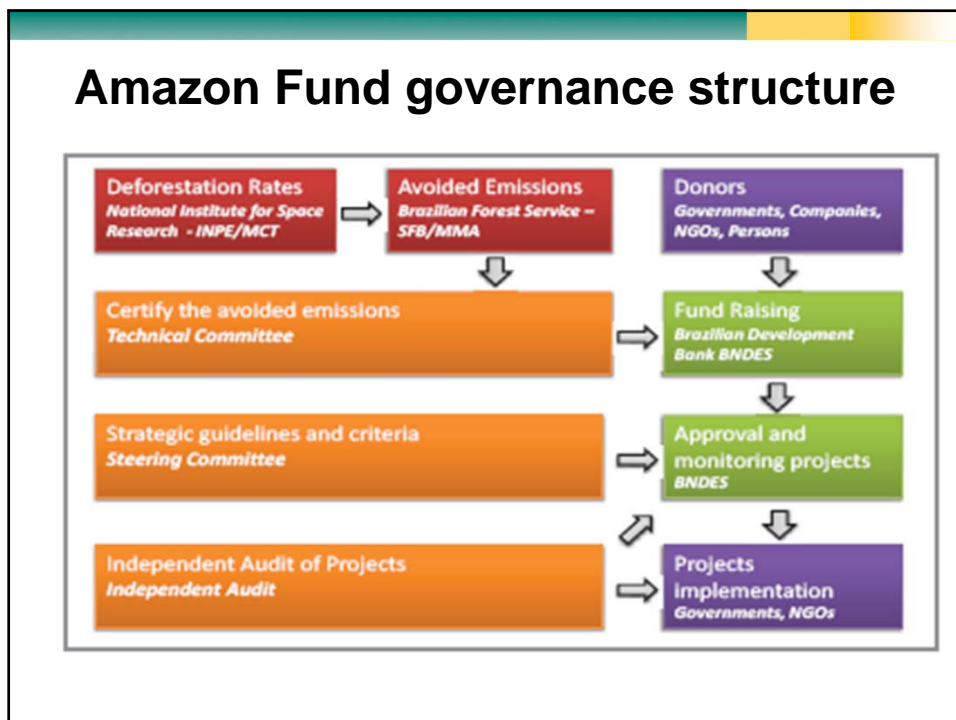 Amazon Fund governance structure
Deforestation Rates
National Institute for Space
Research - INPE/MCT
Avoided Emissions
Brazilian Forest Service –
SFB/MMA
Donors
Governments, Companies,
NGOs, Persons
Certify the avoided emissions
Technical Committee
Fund Raising
Brazilian Development
Bank BNDES
Strategic guidelines and criteria
Steering Committee
Approval and
monitoring projects
BNDES
Independent Audit of Projects
Independent Audit
Projects
implementation
Governments, NGOs